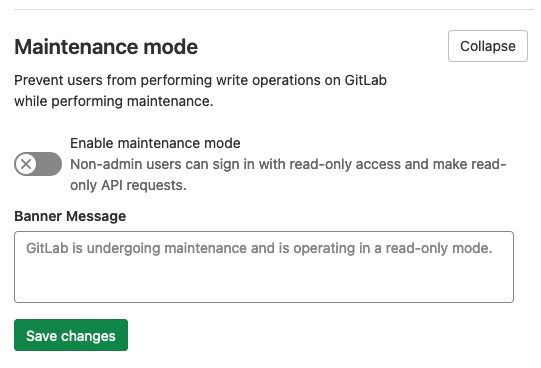 Maintenance mode
Collapse
Prevent users from performing write operations on GitLab
while performing maintenance.
Enable maintenance mode
Non-admin users can sign in with read-only access and make read-
only API requests.
Banner Message
GitLab is undergoing maintenance and is operating in a read-only mode.
Save changes